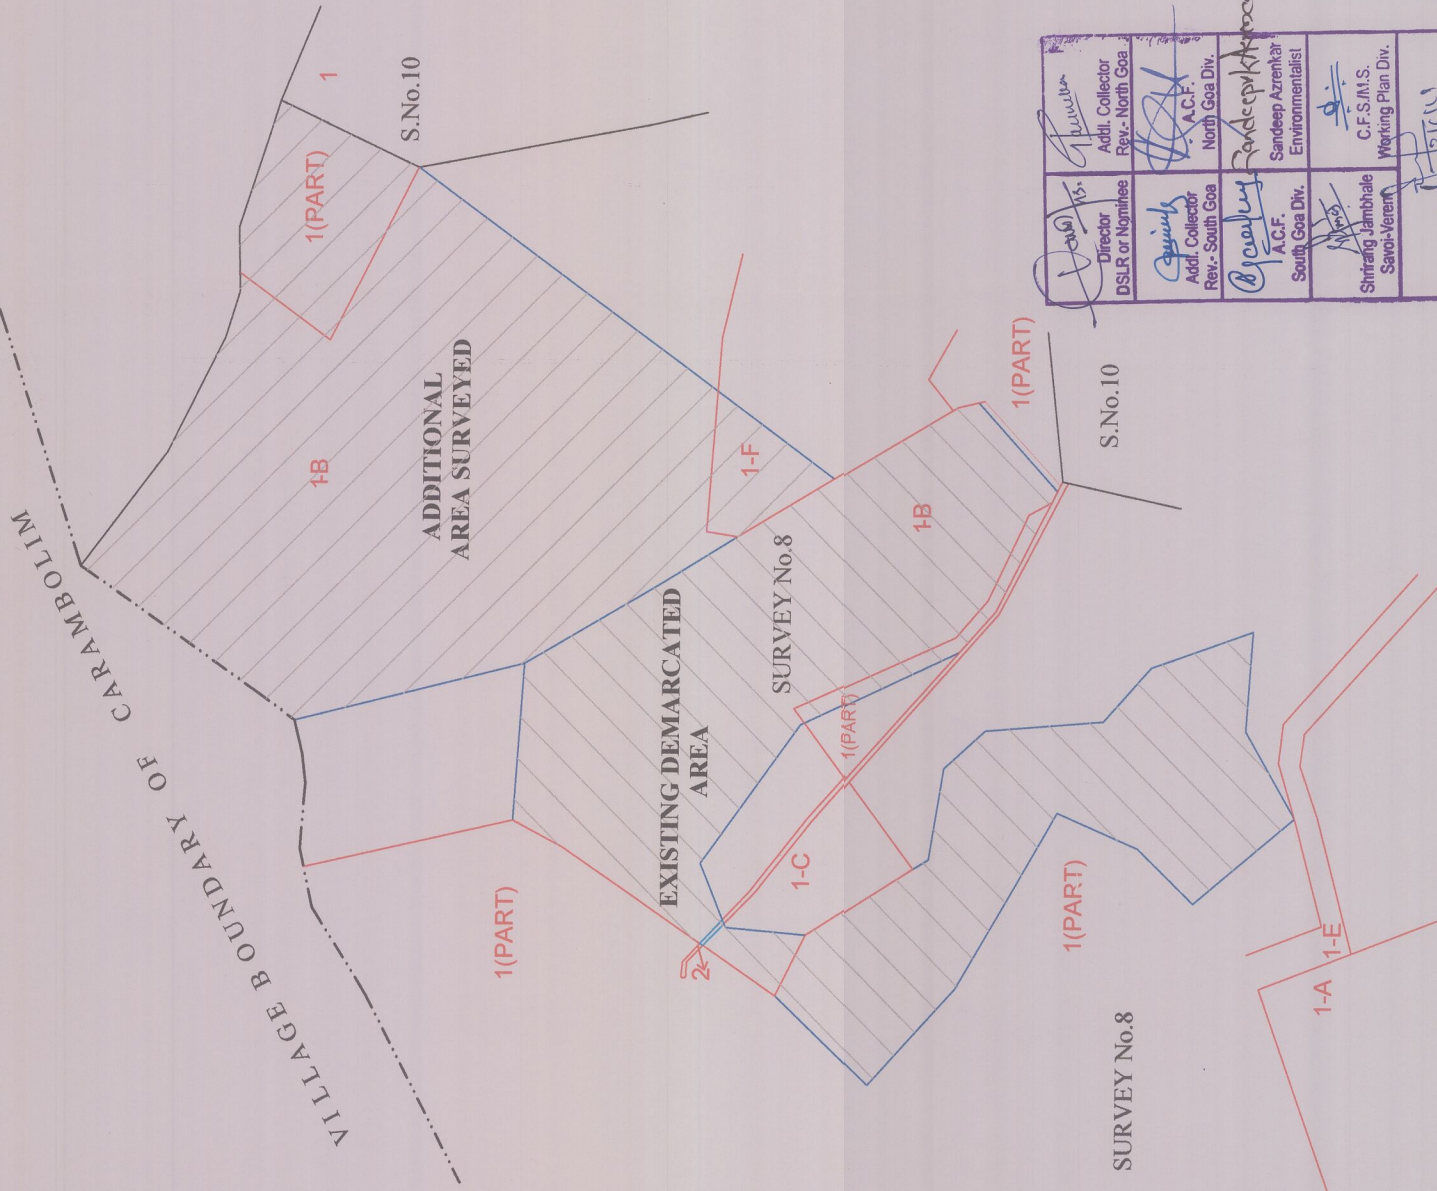 VILLAGE BOUNDARY OF CARAMBOLIM
1
S.No.10
1(PART)
1-B
ADDITIONAL
AREA SURVEYED
1-F
1(PART)
S.No.10
1-B
SURVEY No.8
EXISTING DEMARCATED
AREA
1(PART)
1-C
1(PART)
2
1(PART)
1-E
1-A
SURVEY No.8
Director
DSLR or Nominee
Addl. Collector
Rev.- North Goa
Addl. Collector
Rev.- South Goa
A.C.F.
North Goa Div.
A.C.F.
South Goa Div.
Sandeep Azrenkar
Environmentalist
Shrirang Jambhale
Savoi-Verem
C.F.S./M.S.
Working Plan Div.